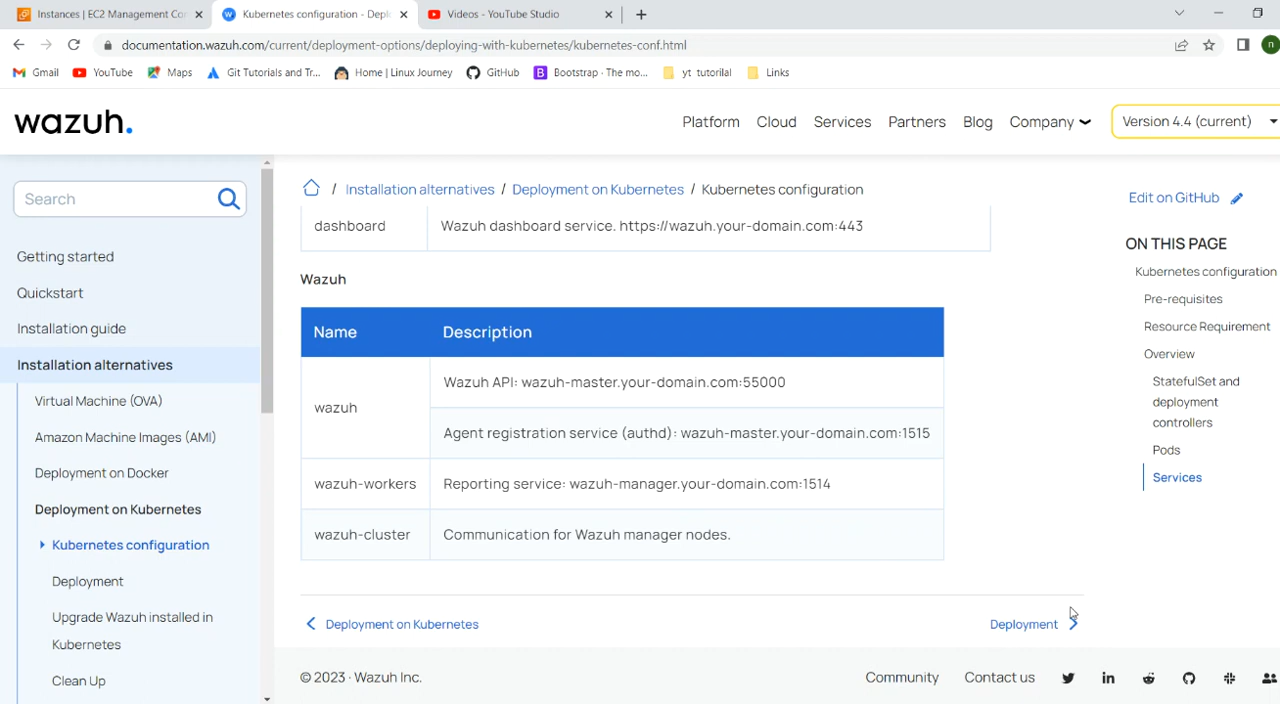 Instances | EC2 Management Co
Kubernetes configuration - Depl
Videos - YouTube Studio
documentation.wazuh.com/current/deployment-options/deploying-with-kubernetes/kubernetes-conf.html
n
Gmail
YouTube
Maps
Git Tutorials and Tr...
Home | Linux Journey
GitHub
Bootstrap · The mo...
yt tutorilal
Links
wazuh.
Platform
Cloud
Services
Partners
Blog
Company
Version 4.4 (current)
Search
Getting started
Quickstart
Installation guide
Installation alternatives
Virtual Machine (OVA)
Amazon Machine Images (AMI)
Deployment on Docker
Deployment on Kubernetes
Kubernetes configuration
Deployment
Upgrade Wazuh installed in
Kubernetes
Clean Up
/ Installation alternatives / Deployment on Kubernetes / Kubernetes configuration
dashboard
Wazuh dashboard service. https://wazuh.your-domain.com:443
Wazuh
Name
Description
wazuh
Wazuh API: wazuh-master.your-domain.com:55000
Agent registration service (authd): wazuh-master.your-domain.com:1515
wazuh-workers
Reporting service: wazuh-manager.your-domain.com:1514
wazuh-cluster
Communication for Wazuh manager nodes.
Deployment on Kubernetes
Deployment
Edit on GitHub
ON THIS PAGE
Kubernetes configuration
Pre-requisites
Resource Requirement
Overview
StatefulSet and
deployment
controllers
Pods
Services
© 2023 · Wazuh Inc.
Community
Contact us